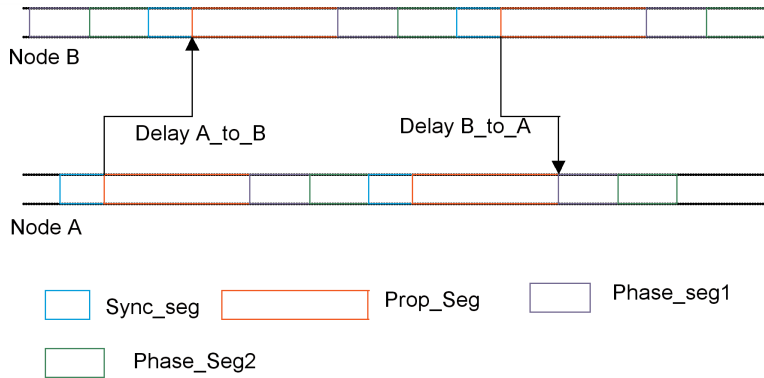 Node B
Delay A_to_B
Delay B_to_A
Node A
Sync_seg
Prop_Seg
Phase_seg1
Phase_Seg2